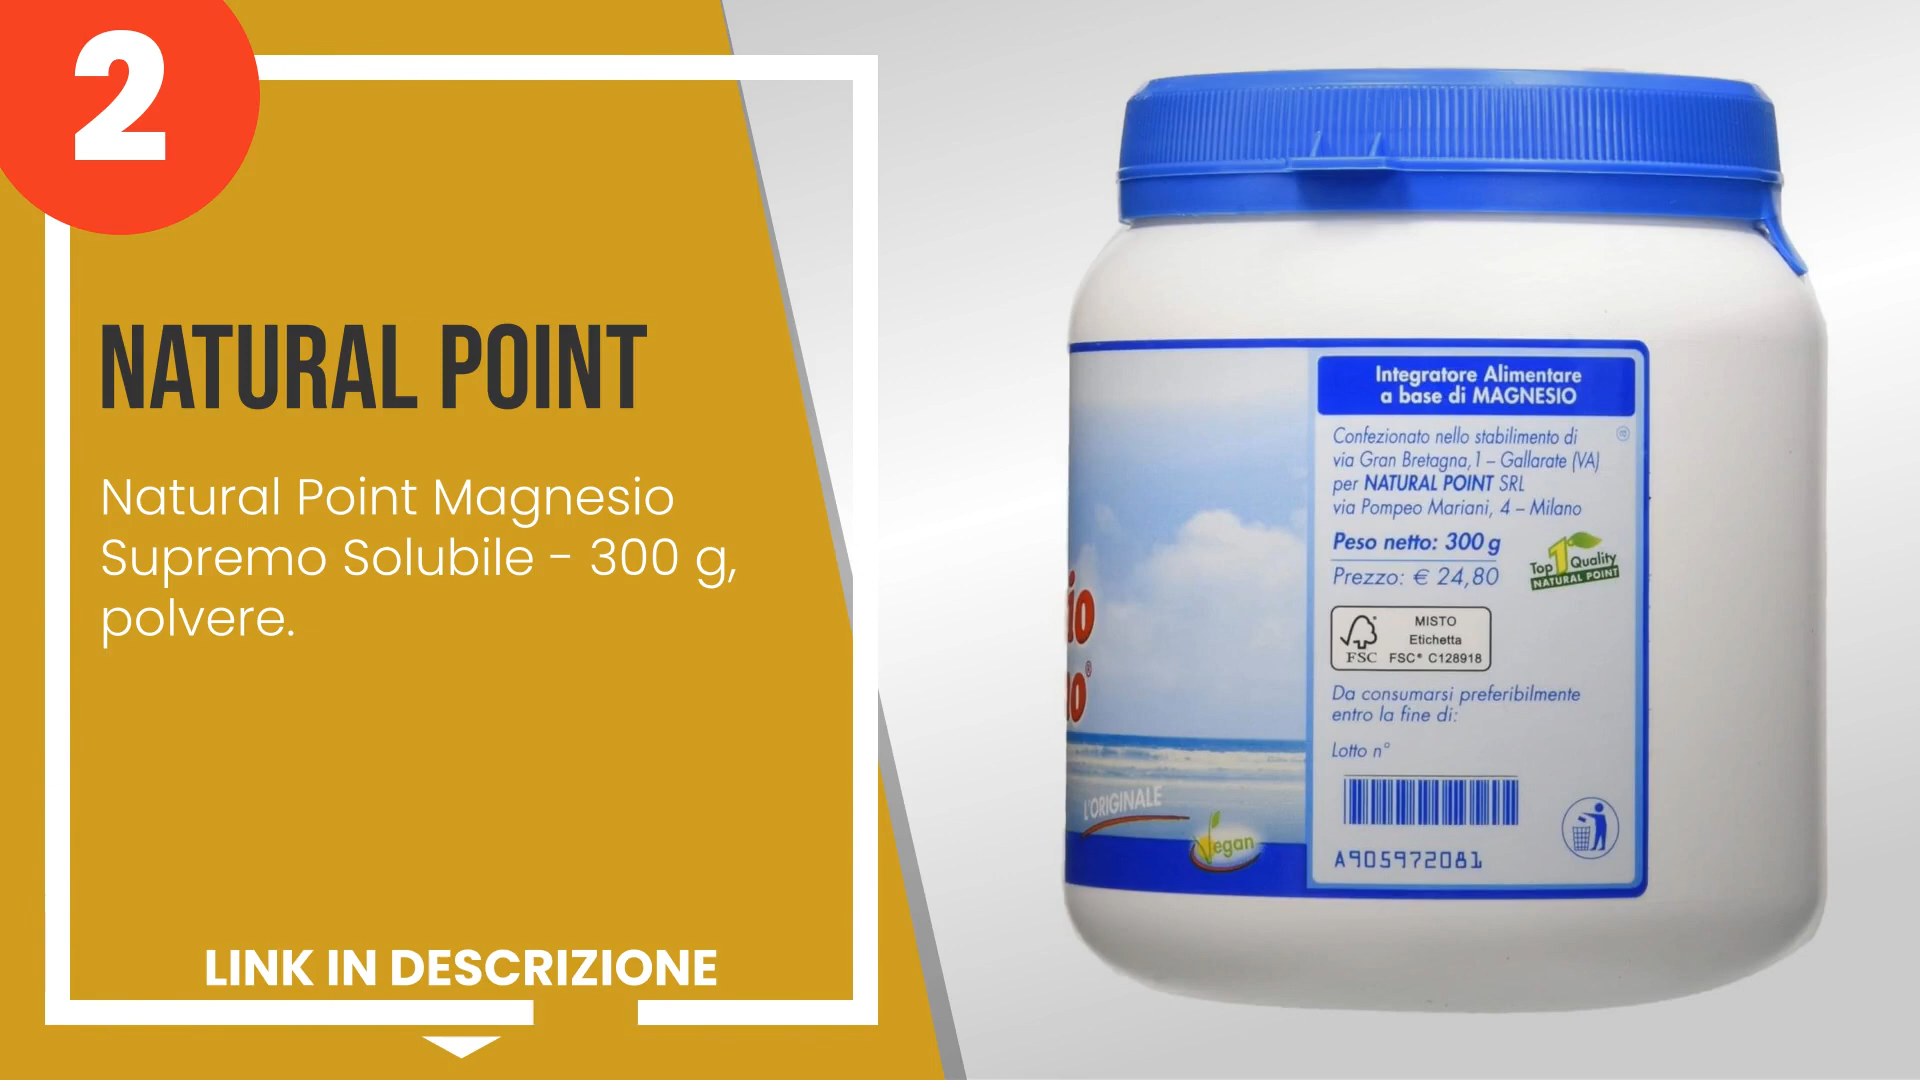 2
NATURAL POINT
Natural Point Magnesio
Supremo Solubile - 300 g,
polvere.
LINK IN DESCRIZIONE
Integratore Alimentare
a base di MAGNESIO
Confezionato nello stabilimento di
via Gran Bretagna, 1 – Gallarate (VA)
per NATURAL POINT SRL
via Pompeo Mariani, 4 – Milano
Peso netto: 300 g
Prezzo: € 24,80
Top 1 Quality
NATURAL POINT
MISTO
Etichetta
FSC FSC® C128918
Da consumarsi preferibilmente
entro la fine di:
Lotto n°
A905972081
io
o®
L'ORIGINALE
Vegan